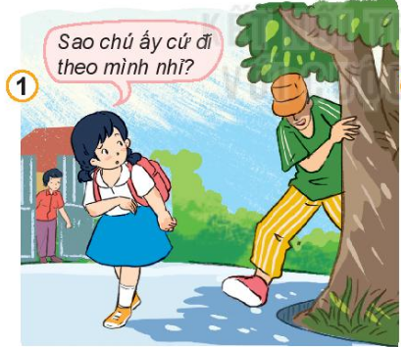 Sao chú ấy cứ đi
theo mình nhỉ?
1